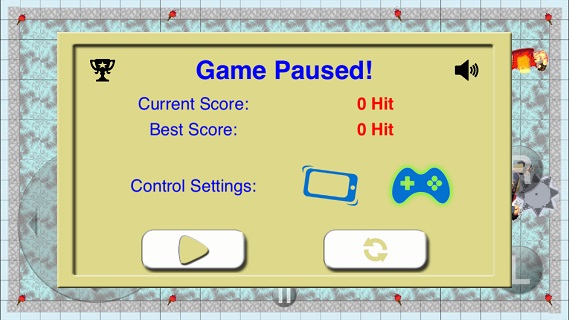 Game Paused!
Current Score: 0 Hit
Best Score: 0 Hit
Control Settings: